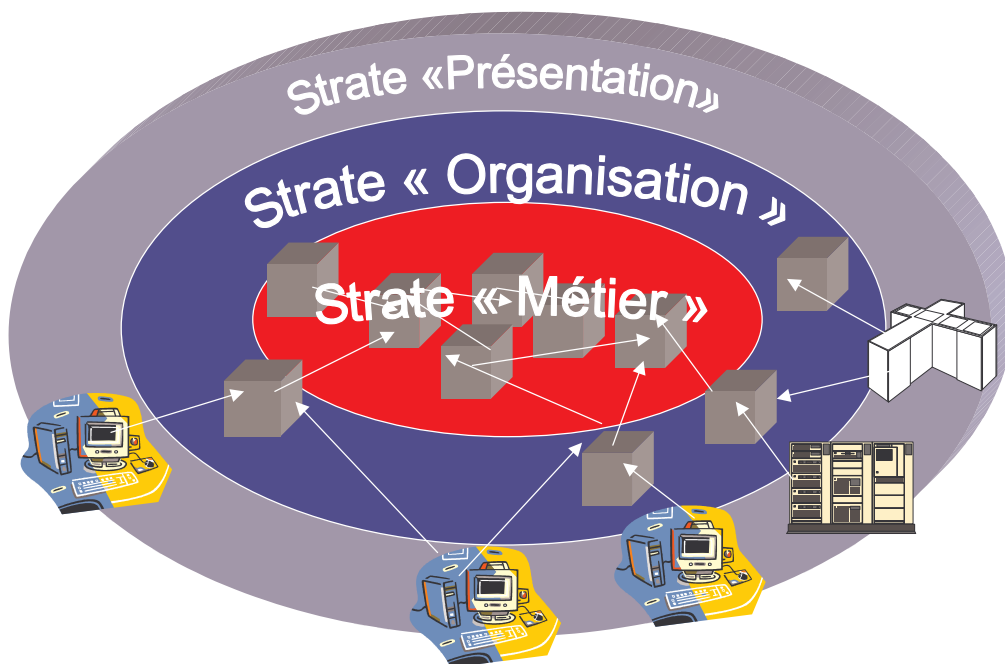 Strate «Présentation»
Strate « Organisation »
Strate « Métier »